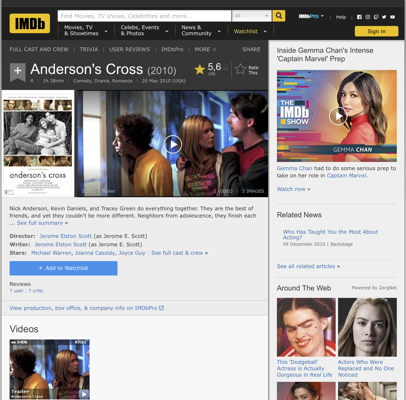 IMDb
Find Movies, TV shows, Celebrities and more...
All
Movies, TV
& Showtimes
Celebs, Events
& Photos
News &
Community
Watchlist
IMDbPro
Help
Sign in
FULL CAST AND CREW | TRIVIA | USER REVIEWS | IMDbPro | MORE
SHARE
Anderson's Cross (2010)
1h 38min | Comedy, Drama, Romance | 20 May 2010 (USA)
5,6
Rate
This
anderson's cross
Trailer
1 VIDEO
3 IMAGES
Nick Anderson, Kevin Daniels, and Tracey Green do everything together. They are the best of
friends, and yet they couldn't be more different. Neighbors from adolescence, they finish each
... See full summary »
Director: Jerome Elston Scott (as Jerome E. Scott)
Writer: Jerome Elston Scott (as Jerome E. Scott)
Stars: Michael Warren, Joanna Cassidy, Joyce Guy | See full cast & crew »
+ Add to Watchlist
Reviews
7 user · 7 critic
View production, box office, & company info on IMDbPro
Videos
Trailer
Anderson's Cross
Inside Gemma Chan's Intense
'Captain Marvel' Prep
THE
IMDb
SHOW
GEMMA CHAN
Gemma Chan had to do some serious prep to
take on her role in Captain Marvel.
Watch now »
Related News
Who Has Taught You the Most About
Acting?
09 December 2010 | Backstage
See all related articles »
Around The Web
Powered by ZergNet
This 'Dodgeball'
Actress is Actually
Gorgeous in Real Life
Actors Who Were
Replaced and No One
Noticed